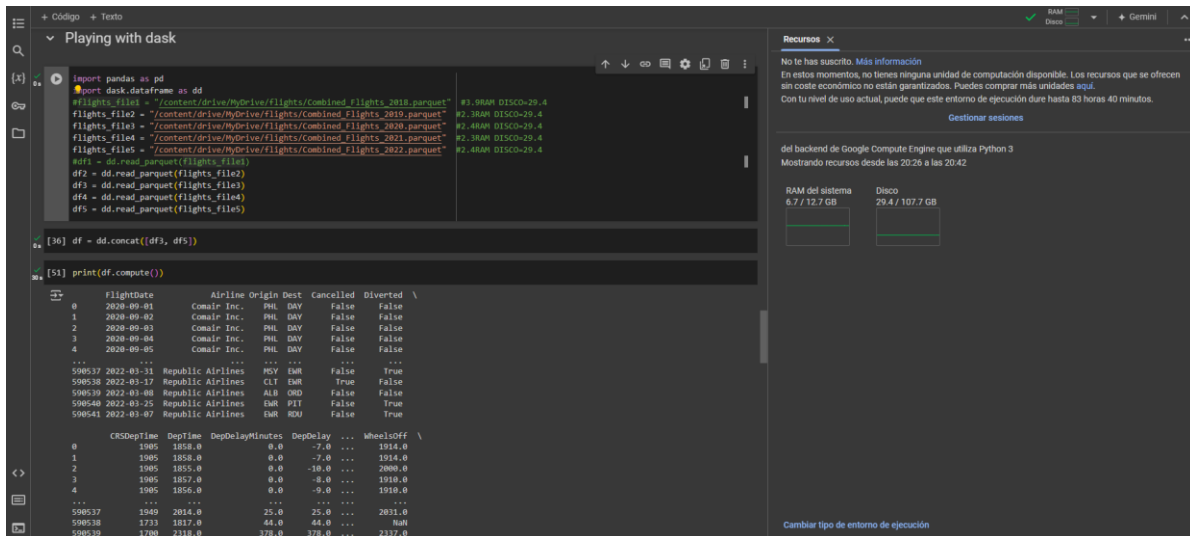 + Código + Texto
RAM
Disco
+ Gemini
Playing with dask
{x}
0 s
import pandas as pd
import dask.dataframe as dd
#flights_file1 = "/content/drive/MyDrive/flights/Combined_Flights_2018.parquet" #3.9RAM DISCO=29.4
flights_file2 = "/content/drive/MyDrive/flights/Combined_Flights_2019.parquet" #2.3RAM DISCO=29.4
flights_file3 = "/content/drive/MyDrive/flights/Combined_Flights_2020.parquet" #2.4RAM DISCO=29.4
flights_file4 = "/content/drive/MyDrive/flights/Combined_Flights_2021.parquet" #2.3RAM DISCO=29.4
flights_file5 = "/content/drive/MyDrive/flights/Combined_Flights_2022.parquet" #2.4RAM DISCO=29.4
#df1 = dd.read_parquet(flights_file1)
df2 = dd.read_parquet(flights_file2)
df3 = dd.read_parquet(flights_file3)
df4 = dd.read_parquet(flights_file4)
df5 = dd.read_parquet(flights_file5)
0 s
[36] df = dd.concat([df3, df5])
30 s
[51] print(df.compute())
FlightDate Airline Origin Dest Cancelled Diverted \
0 2020-09-01 Comair Inc. PHL DAY False False
1 2020-09-02 Comair Inc. PHL DAY False False
2 2020-09-03 Comair Inc. PHL DAY False False
3 2020-09-04 Comair Inc. PHL DAY False False
4 2020-09-05 Comair Inc. PHL DAY False False
... ... ... ... ... ... ...
590537 2022-03-31 Republic Airlines MSY EWR False True
590538 2022-03-17 Republic Airlines CLT EWR True False
590539 2022-03-08 Republic Airlines ALB ORD False False
590540 2022-03-25 Republic Airlines EWR PIT False True
590541 2022-03-07 Republic Airlines EWR RDU False True
CRSDepTime DepTime DepDelayMinutes DepDelay ... WheelsOff \
0 1905 1858.0 0.0 -7.0 ... 1914.0
1 1905 1858.0 0.0 -7.0 ... 1914.0
2 1905 1855.0 0.0 -10.0 ... 2000.0
3 1905 1857.0 0.0 -8.0 ... 1910.0
4 1905 1856.0 0.0 -9.0 ... 1910.0
... ... ... ... ... ... ...
590537 1949 2014.0 25.0 25.0 ... 2031.0
590538 1733 1817.0 44.0 44.0 ... NaN
590539 1700 2318.0 378.0 378.0 ... 2337.0
Recursos
No te has suscrito. Más información
En estos momentos, no tienes ninguna unidad de computación disponible. Los recursos que se ofrecen
sin coste económico no están garantizados. Puedes comprar más unidades aquí.
Con tu nivel de uso actual, puede que este entorno de ejecución dure hasta 83 horas 40 minutos.
Gestionar sesiones
del backend de Google Compute Engine que utiliza Python 3
Mostrando recursos desde las 20:26 a las 20:42
RAM del sistema Disco
6.7 / 12.7 GB 29.4 / 107.7 GB
Cambiar tipo de entorno de ejecución